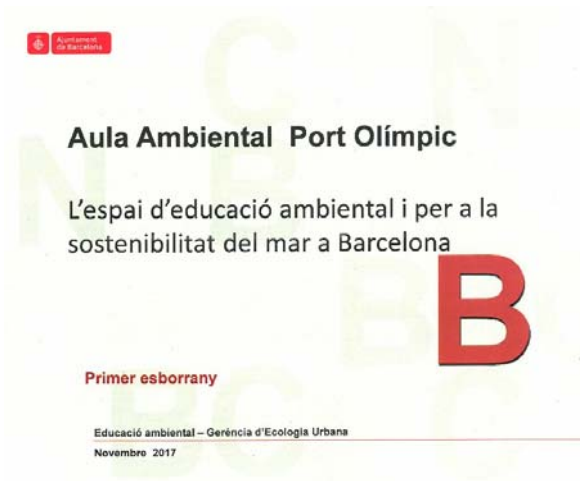 Ajuntament
de Barcelona
Aula Ambiental Port Olímpic
L'espai d'educació ambiental i per a la
sostenibilitat del mar a Barcelona
B
Primer esborrany
Educació ambiental – Gerència d'Ecologia Urbana
Novembre 2017